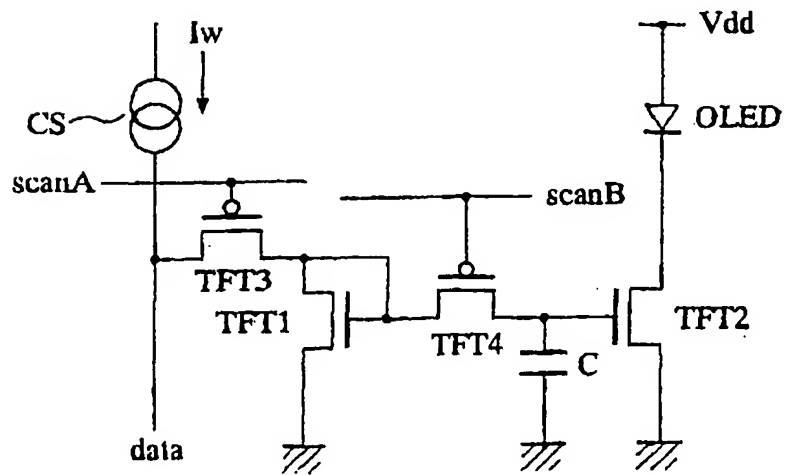 Iw
Vdd
CS
OLED
scanA
scanB
TFT3
TFT1
TFT4
C
TFT2
data